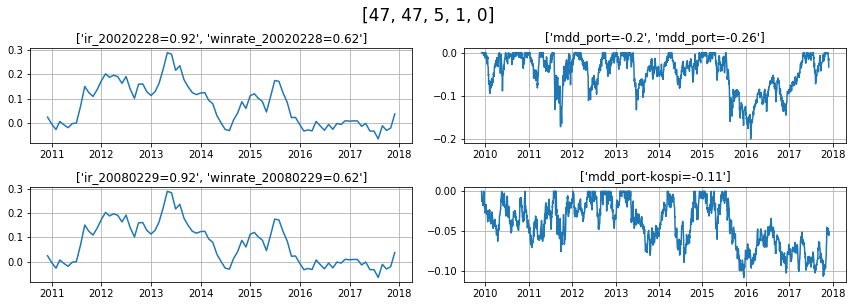 [47, 47, 5, 1, 0]
['ir_20020228=0.92', 'winrate_20020228=0.62']
0.3
0.2
0.1
0.0
2011 2012 2013 2014 2015 2016 2017 2018
['mdd_port=-0.2', 'mdd_port=-0.26']
0.0
−0.1
−0.2
2010 2011 2012 2013 2014 2015 2016 2017 2018
['ir_20080229=0.92', 'winrate_20080229=0.62']
0.3
0.2
0.1
0.0
2011 2012 2013 2014 2015 2016 2017 2018
['mdd_port-kospi=-0.11']
0.00
−0.05
−0.10
2010 2011 2012 2013 2014 2015 2016 2017 2018